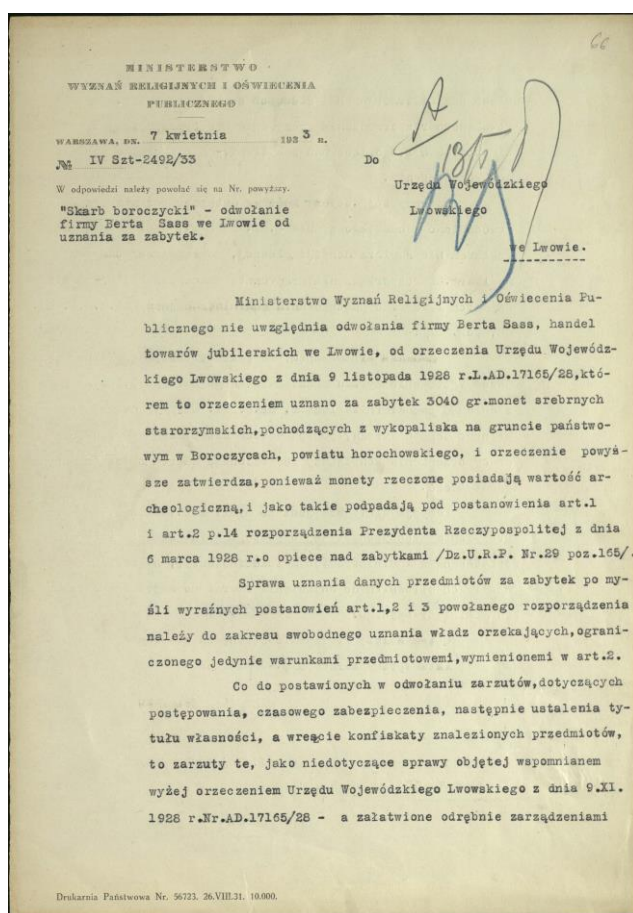 66
MINISTERSTWO
WYZNAŃ RELIGIJNYCH I OŚWIECENIA
PUBLICZNEGO
WARSZAWA, DN. 7 kwietnia 1933 R.
№ IV Szt-2492/33
W odpowiedzi należy powołać się na Nr. powyższy.
"Skarb boroczycki" - odwołanie
firmy Berta Sass we Lwowie od
uznania za zabytek.
Do
Urzędu Wojewódzkiego
Lwowskiego
we Lwowie.
Ministerstwo Wyznań Religijnych i Oświecenia Pu-
blicznego nie uwzględnia odwołania firmy Berta Sass, handel
towarów jubilerskich we Lwowie, od orzeczenia Urzędu Wojewódz-
kiego Lwowskiego z dnia 9 listopada 1928 r.L.AD.17165/28,któ-
rem to orzeczeniem uznano za zabytek 3040 gr.monet srebrnych
starorzymskich,pochodzących z wykopaliska na gruncie państwo-
wym w Boroczycach, powiatu horochowskiego, i orzeczenie powyż-
sze zatwierdza,ponieważ monety rzeczone posiadają wartość ar-
cheologiczną,i jako takie podpadają pod postanowienia art.1
i art.2 p.14 rozporządzenia Prezydenta Rzeczypospolitej z dnia
6 marca 1928 r.o opiece nad zabytkami /Dz.U.R.P. Nr.29 poz.165/.
Sprawa uznania danych przedmiotów za zabytek po my-
śli wyraźnych postanowień art.1,2 i 3 powołanego rozporządzenia
należy do zakresu swobodnego uznania władz orzekających,ograni-
czonego jedynie warunkami przedmiotowemi,wymienionemi w art.2.
Co do postawionych w odwołaniu zarzutów,dotyczących
postępowania, czasowego zabezpieczenia, następnie ustalenia ty-
tułu własności, a wreącie konfiskaty znalezionych przedmiotów,
to zarzuty te, jako niedotyczące sprawy objętej wspomnianem
wyżej orzeczeniem Urzędu Wojewódzkiego Lwowskiego z dnia 9.XI.
1928 r.Nr.AD.17165/28 - a załatwione odrębnie zarządzeniami
Drukarnia Państwowa Nr. 56723. 26.VIII.31. 10.000.